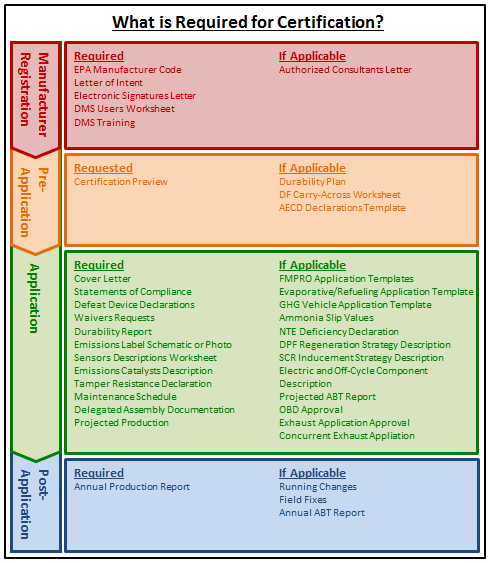 What is Required for Certification?
Manufacturer
Registration
Required
EPA Manufacturer Code
Letter of Intent
Electronic Signatures Letter
DMS Users Worksheet
DMS Training
If Applicable
Authorized Consultants Letter
Pre-
Application
Requested
Certification Preview
If Applicable
Durability Plan
DF Carry-Across Worksheet
AECD Declarations Template
Application
Required
Cover Letter
Statements of Compliance
Defeat Device Declarations
Waivers Requests
Durability Report
Emissions Label Schematic or Photo
Sensors Descriptions Worksheet
Emissions Catalysts Description
Tamper Resistance Declaration
Maintenance Schedule
Delegated Assembly Documentation
Projected Production
If Applicable
FMPRO Application Templates
Evaporative/Refueling Application Template
GHG Vehicle Application Template
Ammonia Slip Values
NTE Deficiency Declaration
DPF Regeneration Strategy Description
SCR Inducement Strategy Description
Electric and Off-Cycle Component
Description
Projected ABT Report
OBD Approval
Exhaust Application Approval
Concurrent Exhaust Appliation
Post-
Application
Required
Annual Production Report
If Applicable
Running Changes
Field Fixes
Annual ABT Report